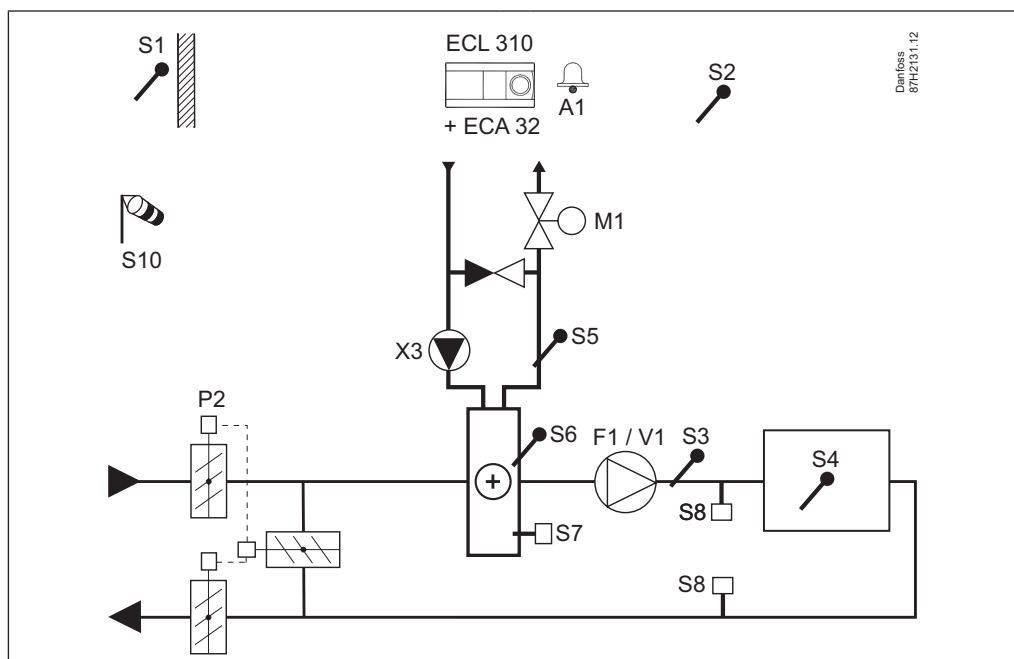 S1
ECL 310
A1
+ ECA 32
S2
Danfoss
87H2131.12
S10
M1
X3
S5
P2
S6
F1 / V1
S3
S4
S8
S7
S8
+